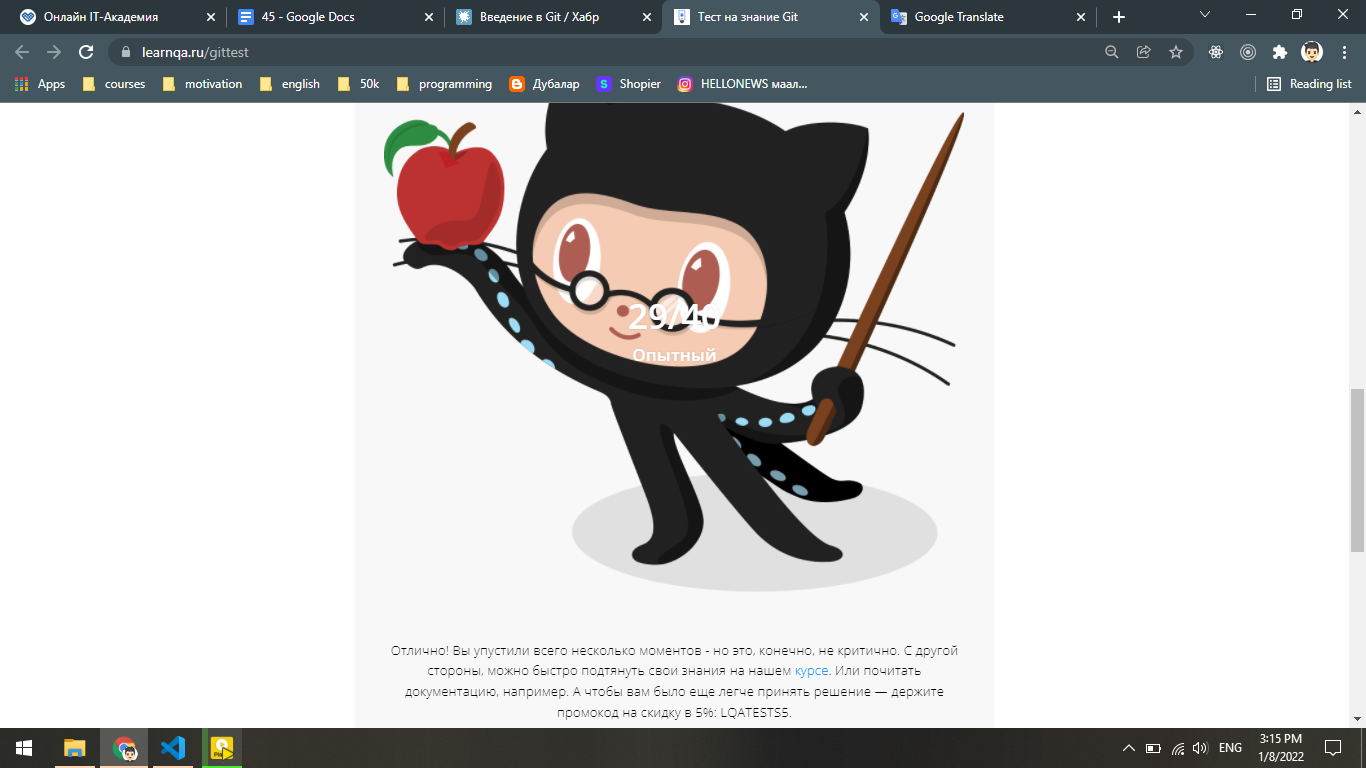 Онлайн IT-Академия
45 - Google Docs
Введение в Git / Хабр
Тест на знание Git
Google Translate
learnqa.ru/gittest
Apps
courses
motivation
english
50k
programming
Дубалар
Shopier
HELLONEWS маал...
Reading list
29/40
Опытный
Отлично! Вы упустили всего несколько моментов - но это, конечно, не критично. С другой
стороны, можно быстро подтянуть свои знания на нашем курсе. Или почитать
документацию, например. А чтобы вам было еще легче принять решение — держите
промокод на скидку в 5%: LQATESTS5.
ENG
3:15 PM
1/8/2022